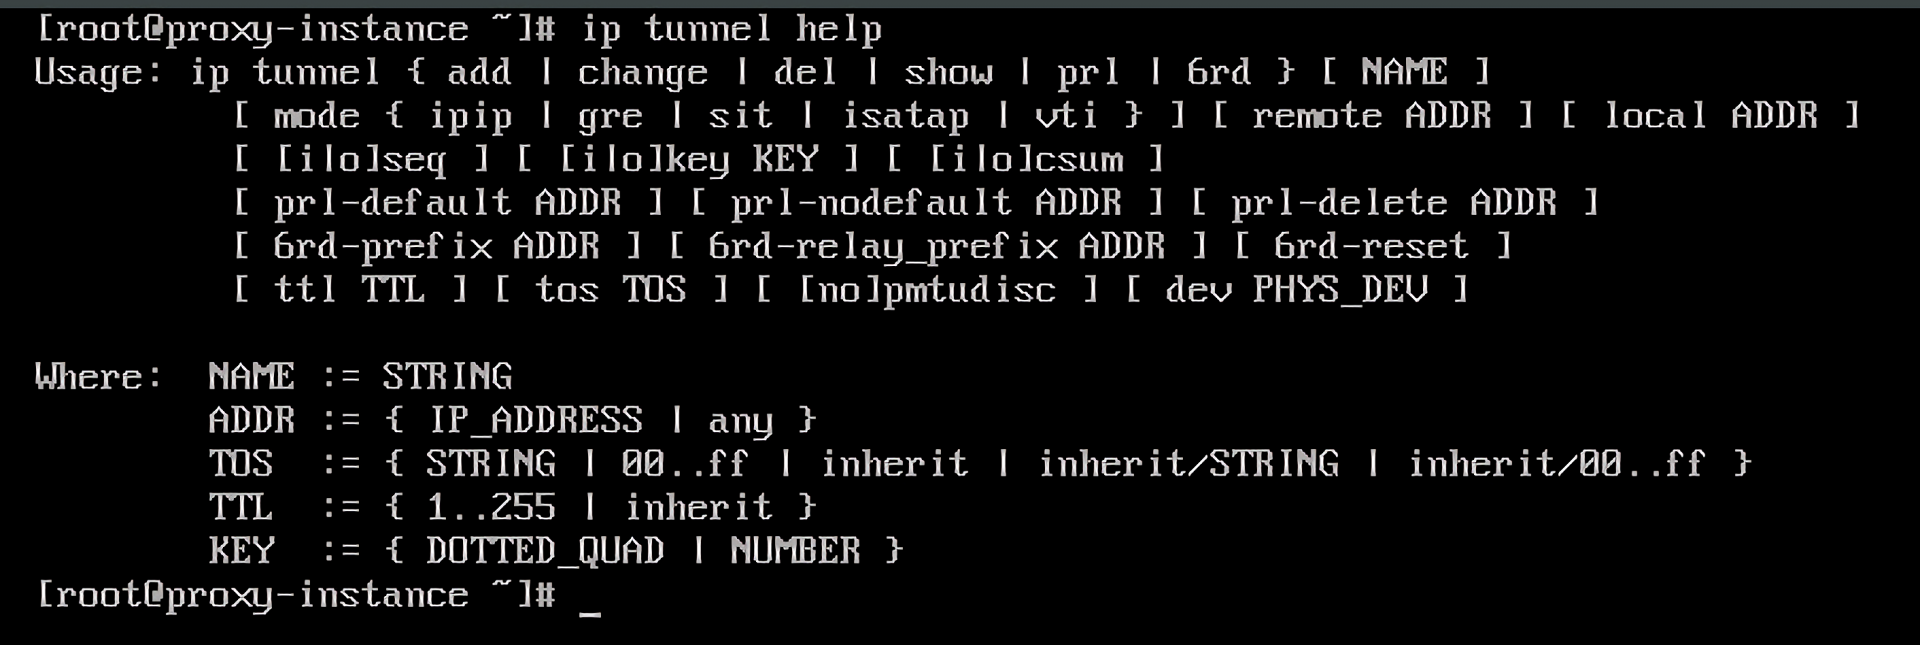 [root@proxy-instance ~]# ip tunnel help
Usage: ip tunnel { add | change | del | show | prl | 6rd } [ NAME ]
[ mode { ipip | gre | sit | isatap | vti } ] [ remote ADDR ] [ local ADDR ]
[ [i|o]seq ] [ [i|o]key KEY ] [ [i|o]csum ]
[ prl-default ADDR ] [ prl-nodefault ADDR ] [ prl-delete ADDR ]
[ 6rd-prefix ADDR ] [ 6rd-relay_prefix ADDR ] [ 6rd-reset ]
[ ttl TTL ] [ tos TOS ] [ [no]pmtudisc ] [ dev PHYS_DEV ]
Where: NAME := STRING
ADDR := { IP_ADDRESS | any }
TOS := { STRING | 00..ff | inherit | inherit/STRING | inherit/00..ff }
TTL := { 1..255 | inherit }
KEY := { DOTTED_QUAD | NUMBER }
[root@proxy-instance ~]# _